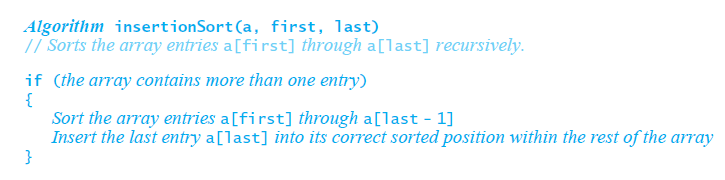 Algorithm insertionSort(a, first, last)
// Sorts the array entries a[first] through a[last] recursively.
if (the array contains more than one entry)
{
Sort the array entries a[first] through a[last - 1]
Insert the last entry a[last] into its correct sorted position within the rest of the array
}